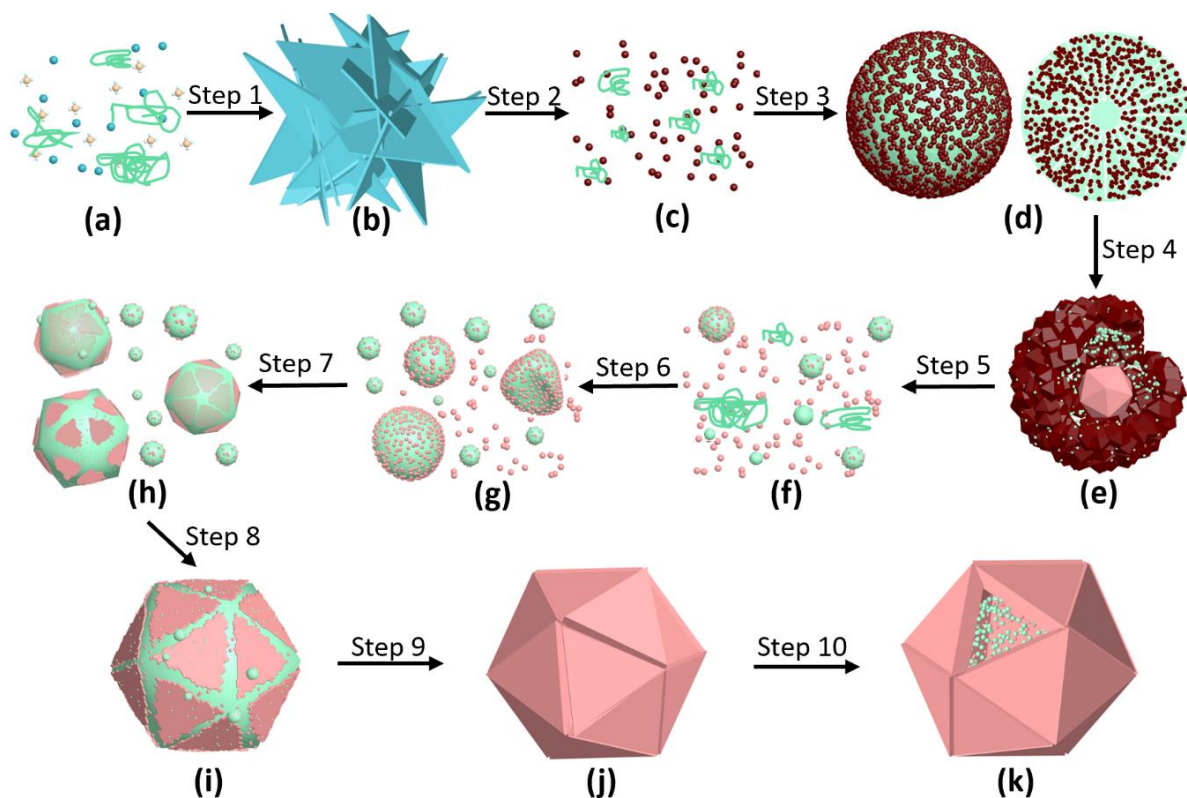 Step 1
Step 2
Step 3
(a)
(b)
(c)
(d)
Step 4
Step 7
Step 6
Step 5
(h)
(g)
(f)
(e)
Step 8
Step 9
Step 10
(i)
(j)
(k)